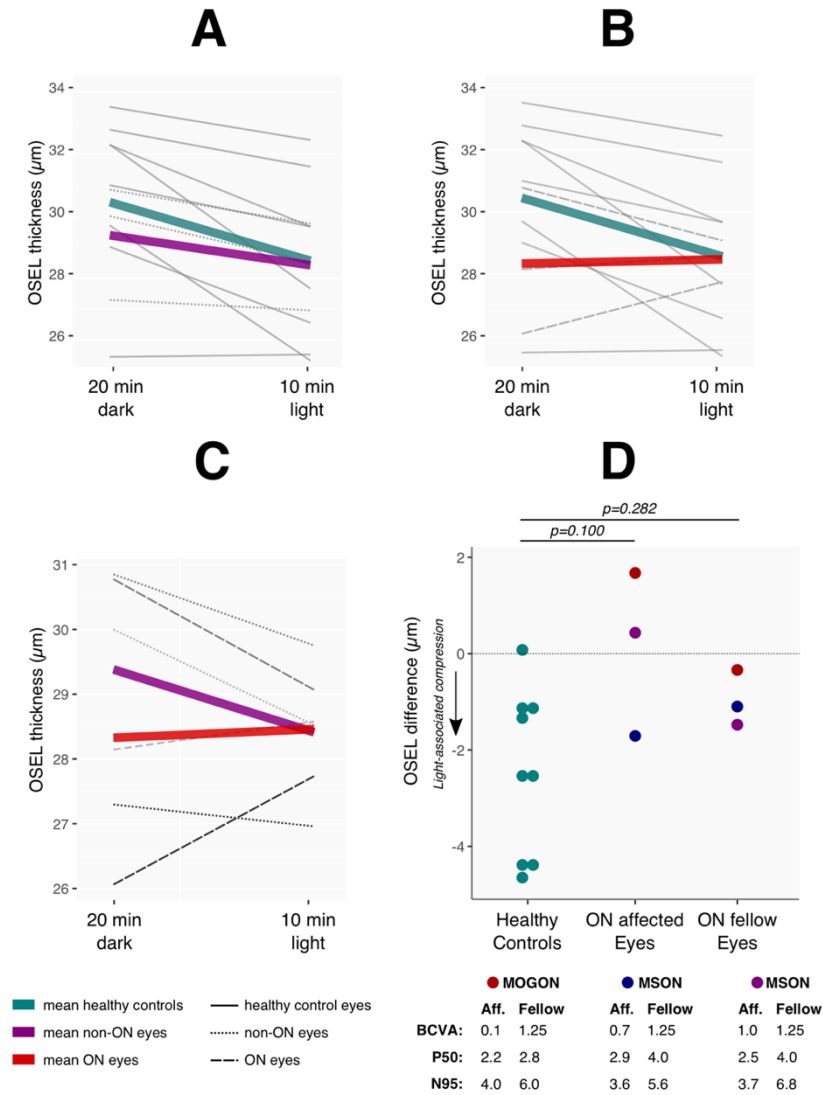 A
B
OSEL thickness (µm)
34
32
30
28
26
20 min
dark
10 min
light
OSEL thickness (µm)
34
32
30
28
26
20 min
dark
10 min
light
C
D
OSEL thickness (µm)
31
30
29
28
27
26
20 min
dark
10 min
light
p=0.282
p=0.100
OSEL difference (µm)
Light-associated compression
2
0
-2
-4
Healthy
Controls
ON affected
Eyes
ON fellow
Eyes
mean healthy controls
mean non-ON eyes
mean ON eyes
healthy control eyes
non-ON eyes
ON eyes
MOGON MSON MSON
Aff. Fellow Aff. Fellow Aff. Fellow
BCVA: 0.1 1.25 0.7 1.25 1.0 1.25
P50: 2.2 2.8 2.9 4.0 2.5 4.0
N95: 4.0 6.0 3.6 5.6 3.7 6.8